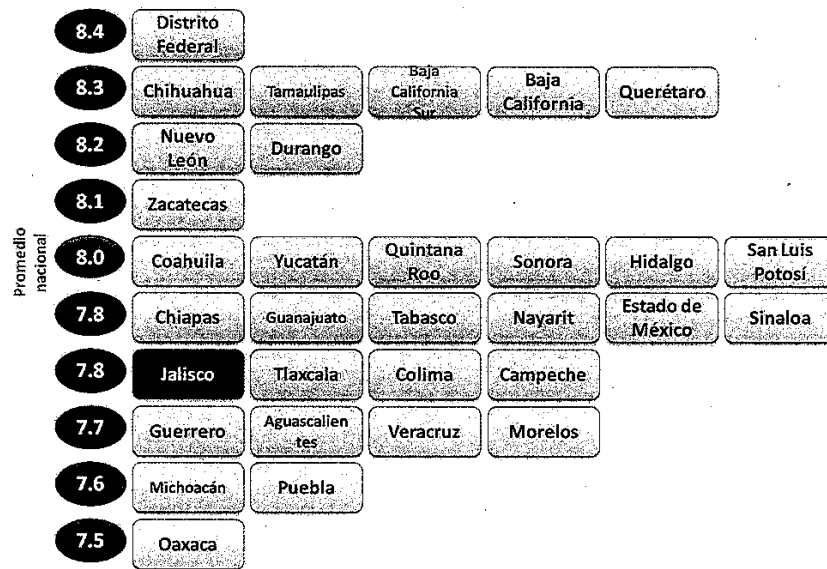 8.4
Distrito
Federal
8.3
Chihuahua
Tamaulipas
Baja
California
Sur
Baja
California
Querétaro
8.2
Nuevo
León
Durango
8.1
Zacatecas
Promedio
nacional
8.0
Coahuila
Yucatán
Quintana
Roo
Sonora
Hidalgo
San Luis
Potosí
7.8
Chiapas
Guanajuato
Tabasco
Nayarit
Estado de
México
Sinaloa
7.8
Jalisco
Tlaxcala
Colima
Campeche
7.7
Guerrero
Aguascalien
tes
Veracruz
Morelos
7.6
Michoacán
Puebla
7.5
Oaxaca